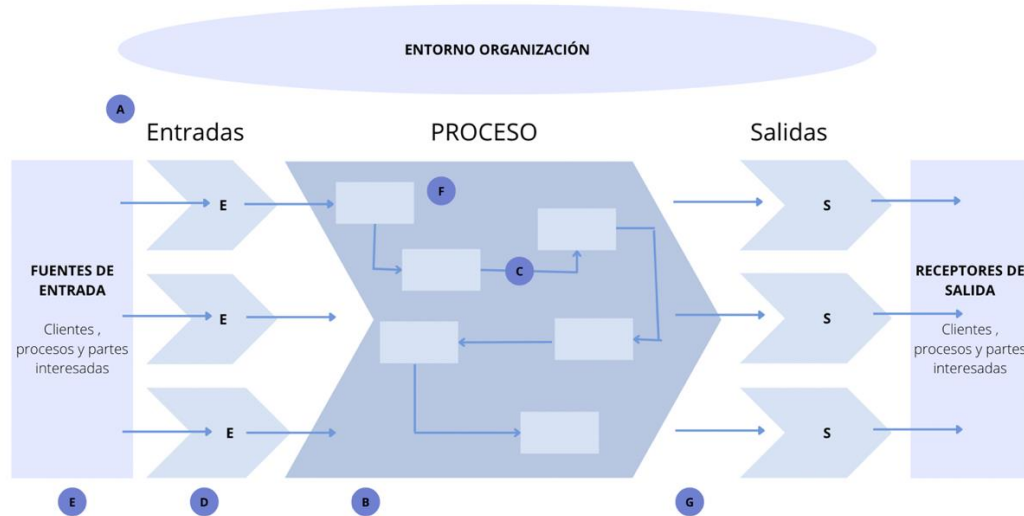 ENTORNO ORGANIZACIÓN
A
Entradas
PROCESO
Salidas
F
E
S
C
FUENTES DE
ENTRADA
Clientes ,
procesos y partes
interesadas
E
S
RECEPTORES DE
SALIDA
Clientes ,
procesos y partes
interesadas
E
S
E
D
B
G